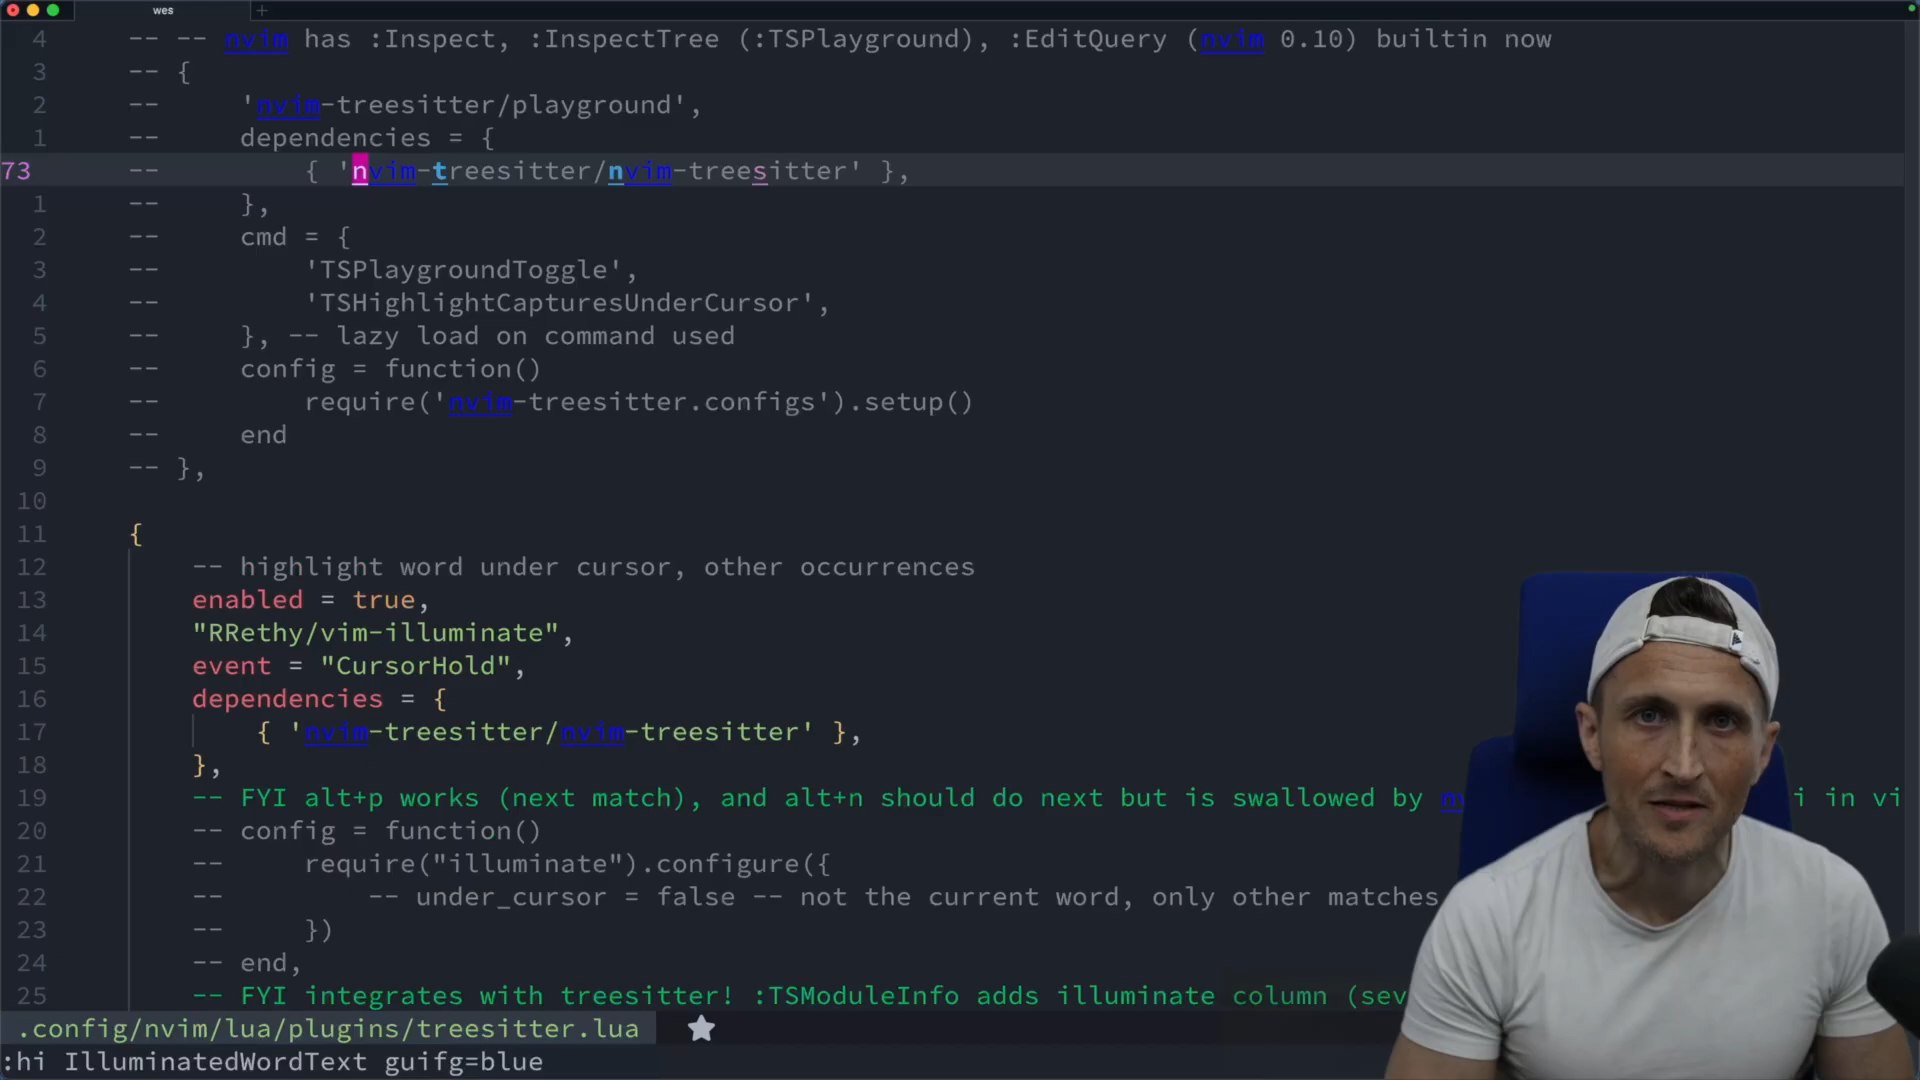 wes
4 -- -- nvim has :Inspect, :InspectTree (:TSPlayground), :EditQuery (nvim 0.10) builtin now
3 -- {
2 -- 'nvim-treesitter/playground',
1 -- dependencies = {
73 -- { 'nvim-treesitter/nvim-treesitter' },
1 -- },
2 -- cmd = {
3 -- 'TSPlaygroundToggle',
4 -- 'TSHighlightCapturesUnderCursor',
5 -- }, -- lazy load on command used
6 -- config = function()
7 -- require('nvim-treesitter.configs').setup()
8 -- end
9 -- },
10
11 {
12 -- highlight word under cursor, other occurrences
13 enabled = true,
14 "RRethy/vim-illuminate",
15 event = "CursorHold",
16 dependencies = {
17 { 'nvim-treesitter/nvim-treesitter' },
18 },
19 -- FYI alt+p works (next match), and alt+n should do next but is swallowed by i in vi
20 -- config = function()
21 -- require("illuminate").configure({
22 -- -- under_cursor = false -- not the current word, only other matches
23 -- })
24 -- end,
25 -- FYI integrates with treesitter! :TSModuleInfo adds illuminate column (sev
.config/nvim/lua/plugins/treesitter.lua
:hi IlluminatedWordText guifg=blue